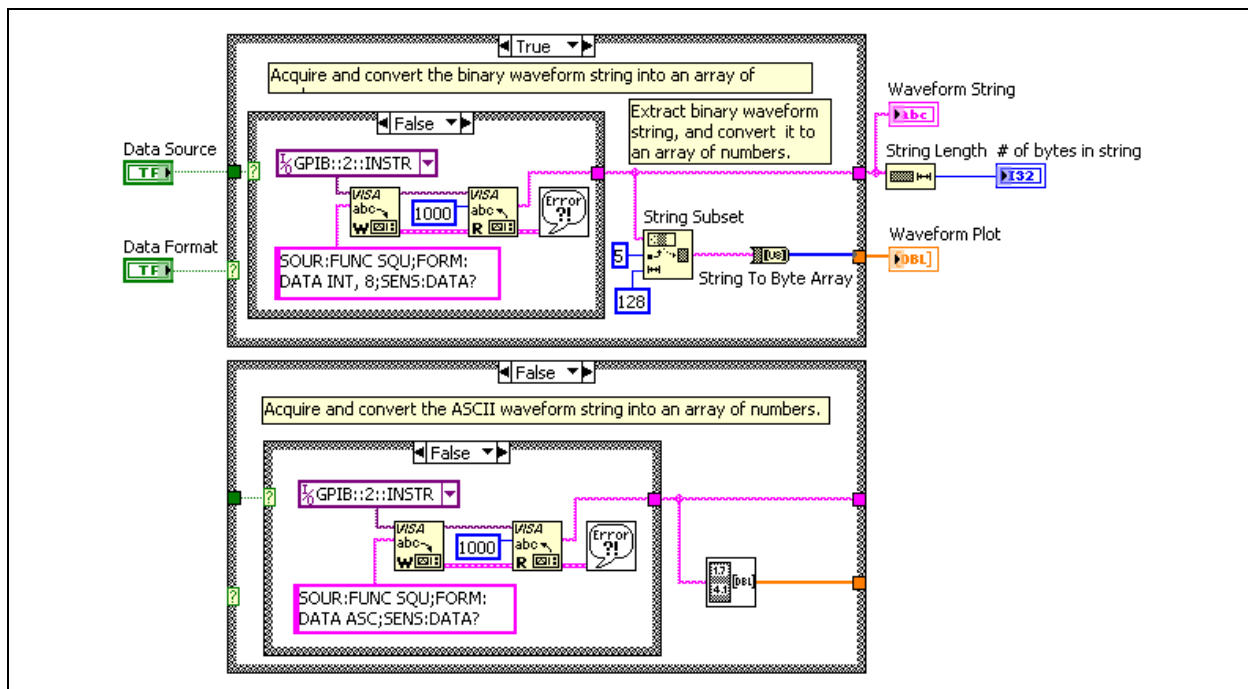 True
Acquire and convert the binary waveform string into an array of
False
Extract binary waveform
string, and convert it to
an array of numbers.
Waveform String
abc
Data Source
TF
GPIB::2::INSTR
String Length # of bytes in string
I32
VISA
abc
W
1000
VISA
abc
R
Error
?!
String Subset
Data Format
TF
SOUR:FUNC SQU;FORM:
DATA INT, 8;SENS:DATA?
5
128
[U8]
String To Byte Array
Waveform Plot
DBL]
False
Acquire and convert the ASCII waveform string into an array of numbers.
False
GPIB::2::INSTR
VISA
abc
W
1000
VISA
abc
R
Error
?!
SOUR:FUNC SQU;FORM:
DATA ASC;SENS:DATA?
1.7
4.1
[DBL]